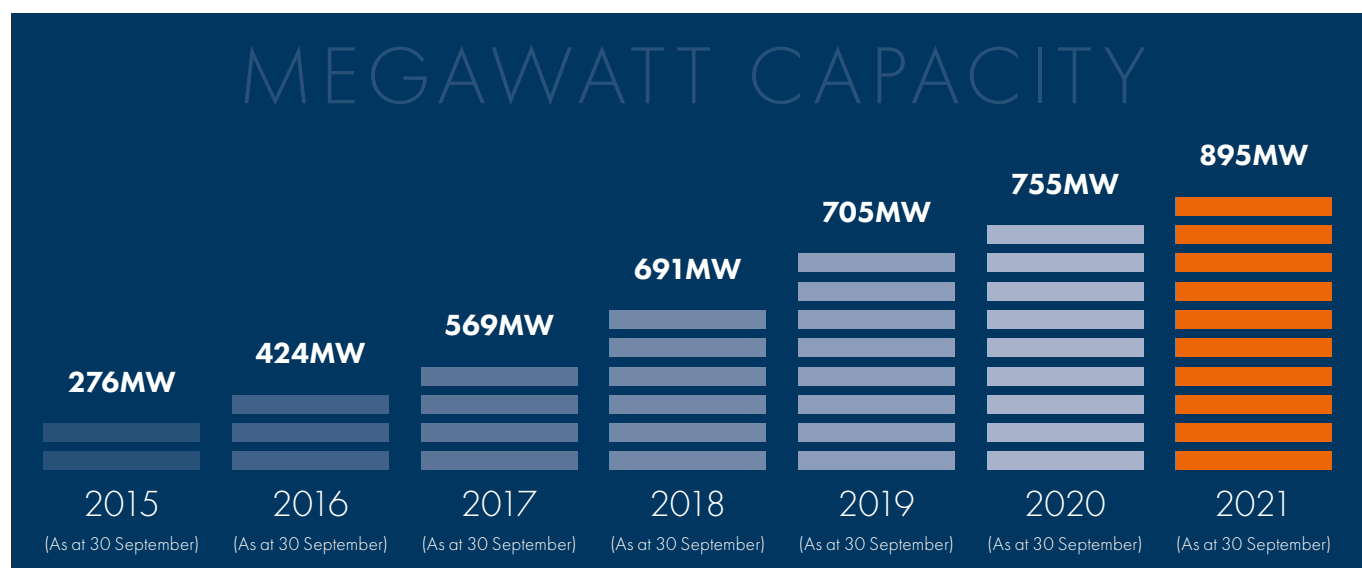 MEGAWATT CAPACITY
276MW
424MW
569MW
691MW
705MW
755MW
895MW
2015
2016
2017
2018
2019
2020
2021
(As at 30 September)
(As at 30 September)
(As at 30 September)
(As at 30 September)
(As at 30 September)
(As at 30 September)
(As at 30 September)